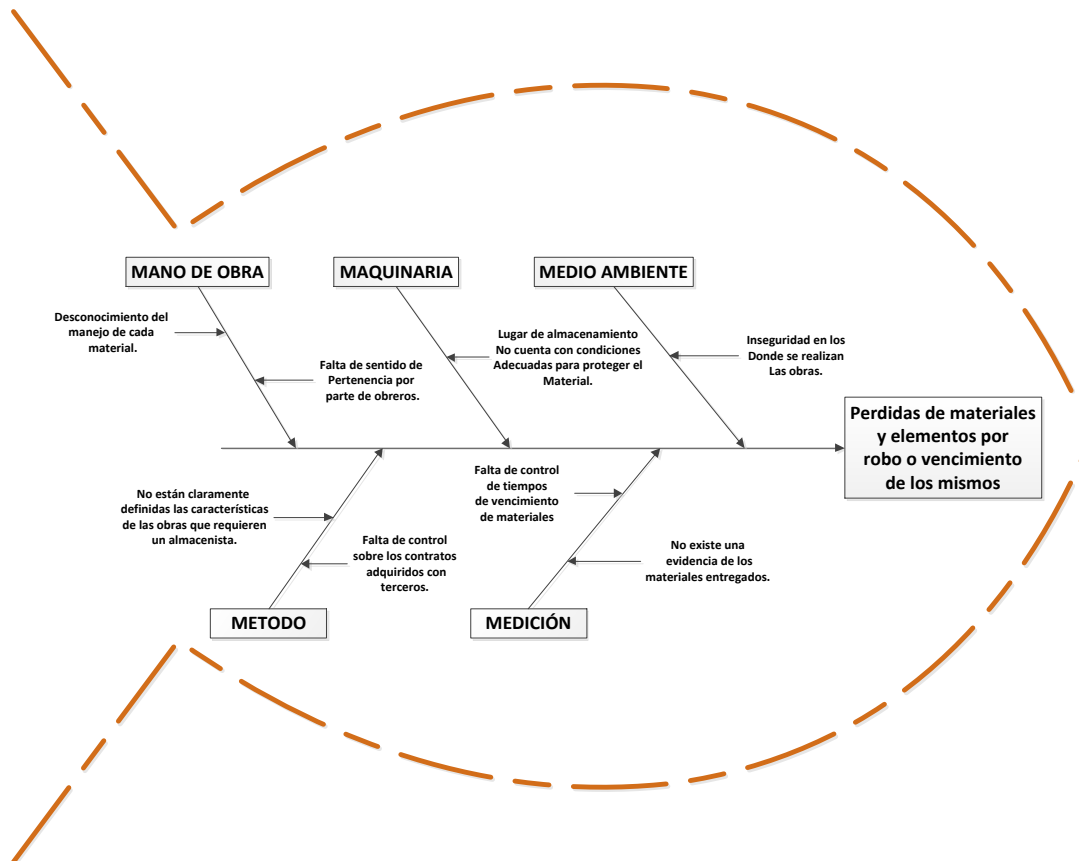 MANO DE OBRA
MAQUINARIA
MEDIO AMBIENTE
Desconocimiento del
manejo de cada
material.
Falta de sentido de
Pertenencia por
parte de obreros.
Lugar de almacenamiento
No cuenta con condiciones
Adecuadas para proteger el
Material.
Inseguridad en los
Donde se realizan
Las obras.
Perdidas de materiales
y elementos por
robo o vencimiento
de los mismos
No están claramente
definidas las características
de las obras que requieren
un almacenista.
Falta de control
sobre los contratos
adquiridos con
terceros.
Falta de control
de tiempos
de vencimiento
de materiales
No existe una
evidencia de los
materiales entregados.
METODO
MEDICIÓN